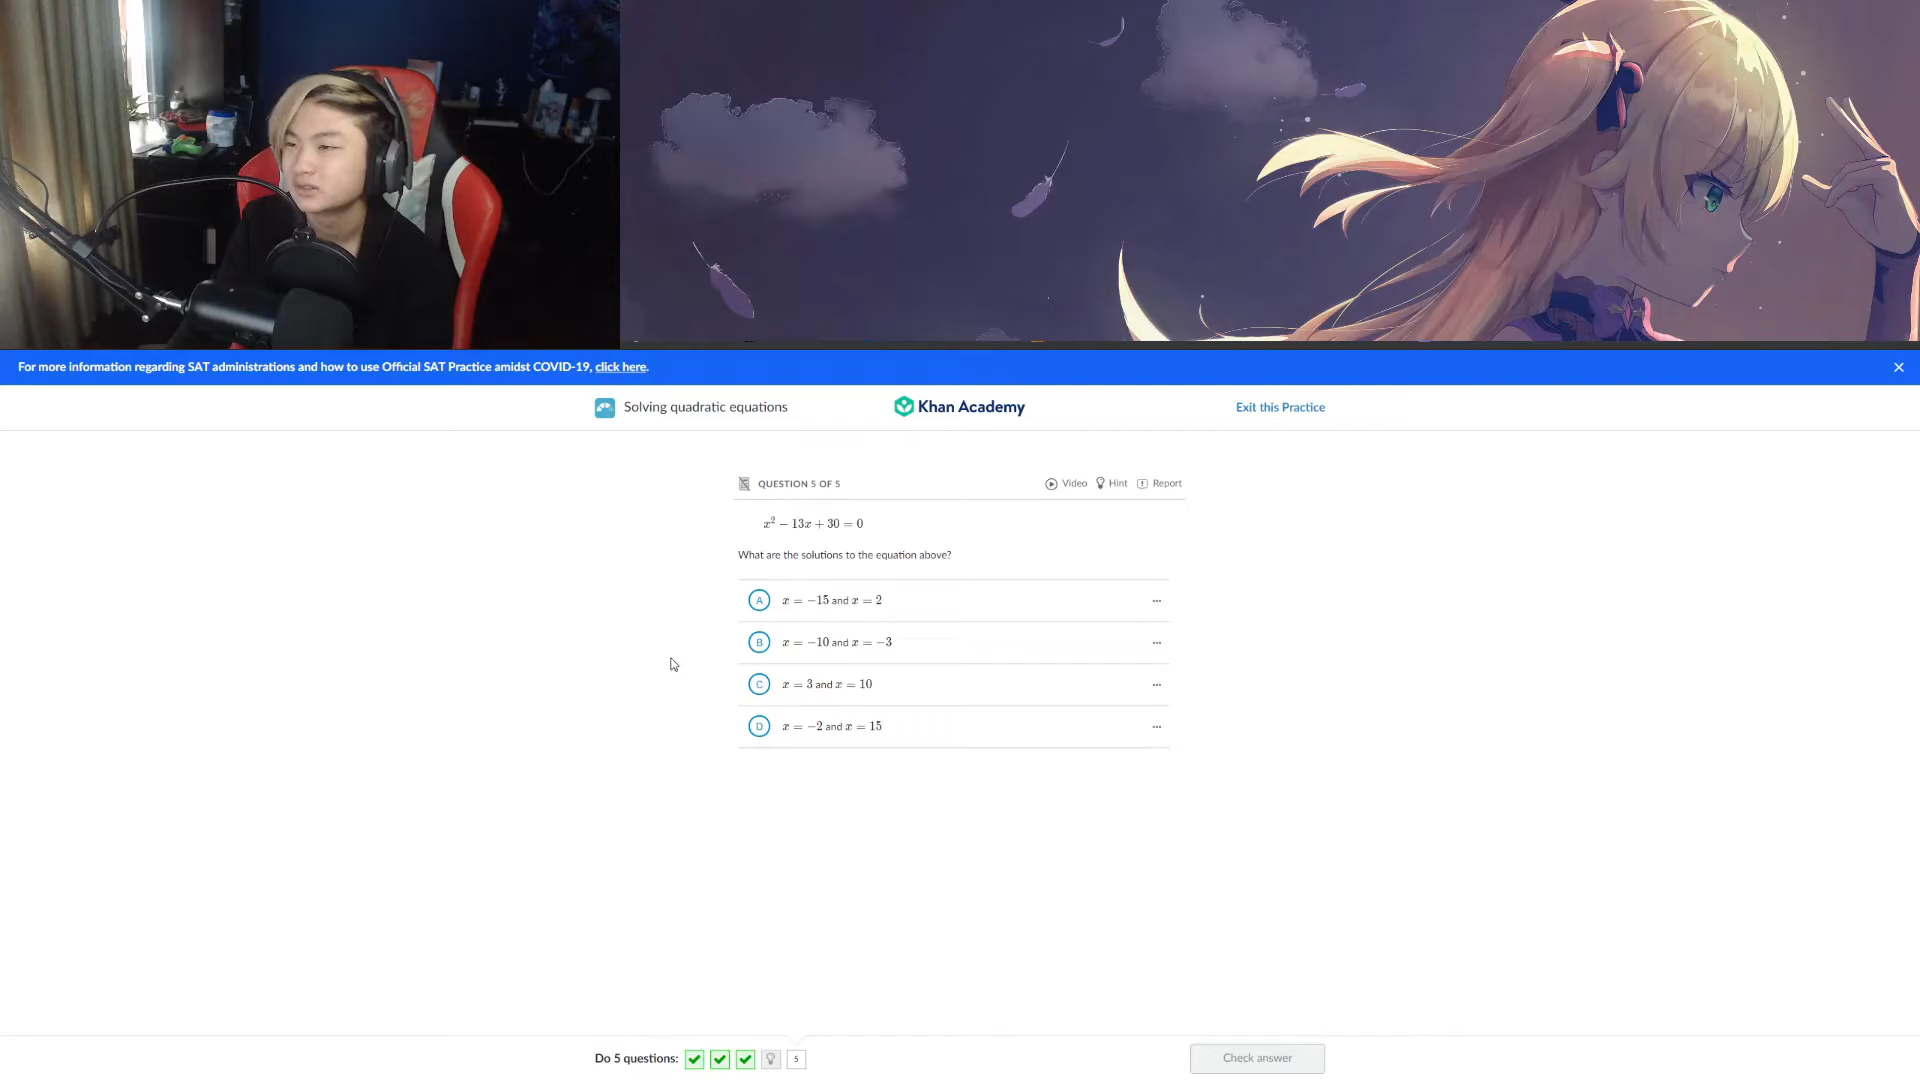 For more information regarding SAT administrations and how to use Official SAT Practice amidst COVID-19, click here.
Solving quadratic equations
Khan Academy
Exit this Practice
QUESTION 5 OF 5
Video
Hint
Report
x² − 13x + 30 = 0
What are the solutions to the equation above?
A x = −15 and x = 2
B x = −10 and x = −3
C x = 3 and x = 10
D x = −2 and x = 15
Do 5 questions:
5
Check answer